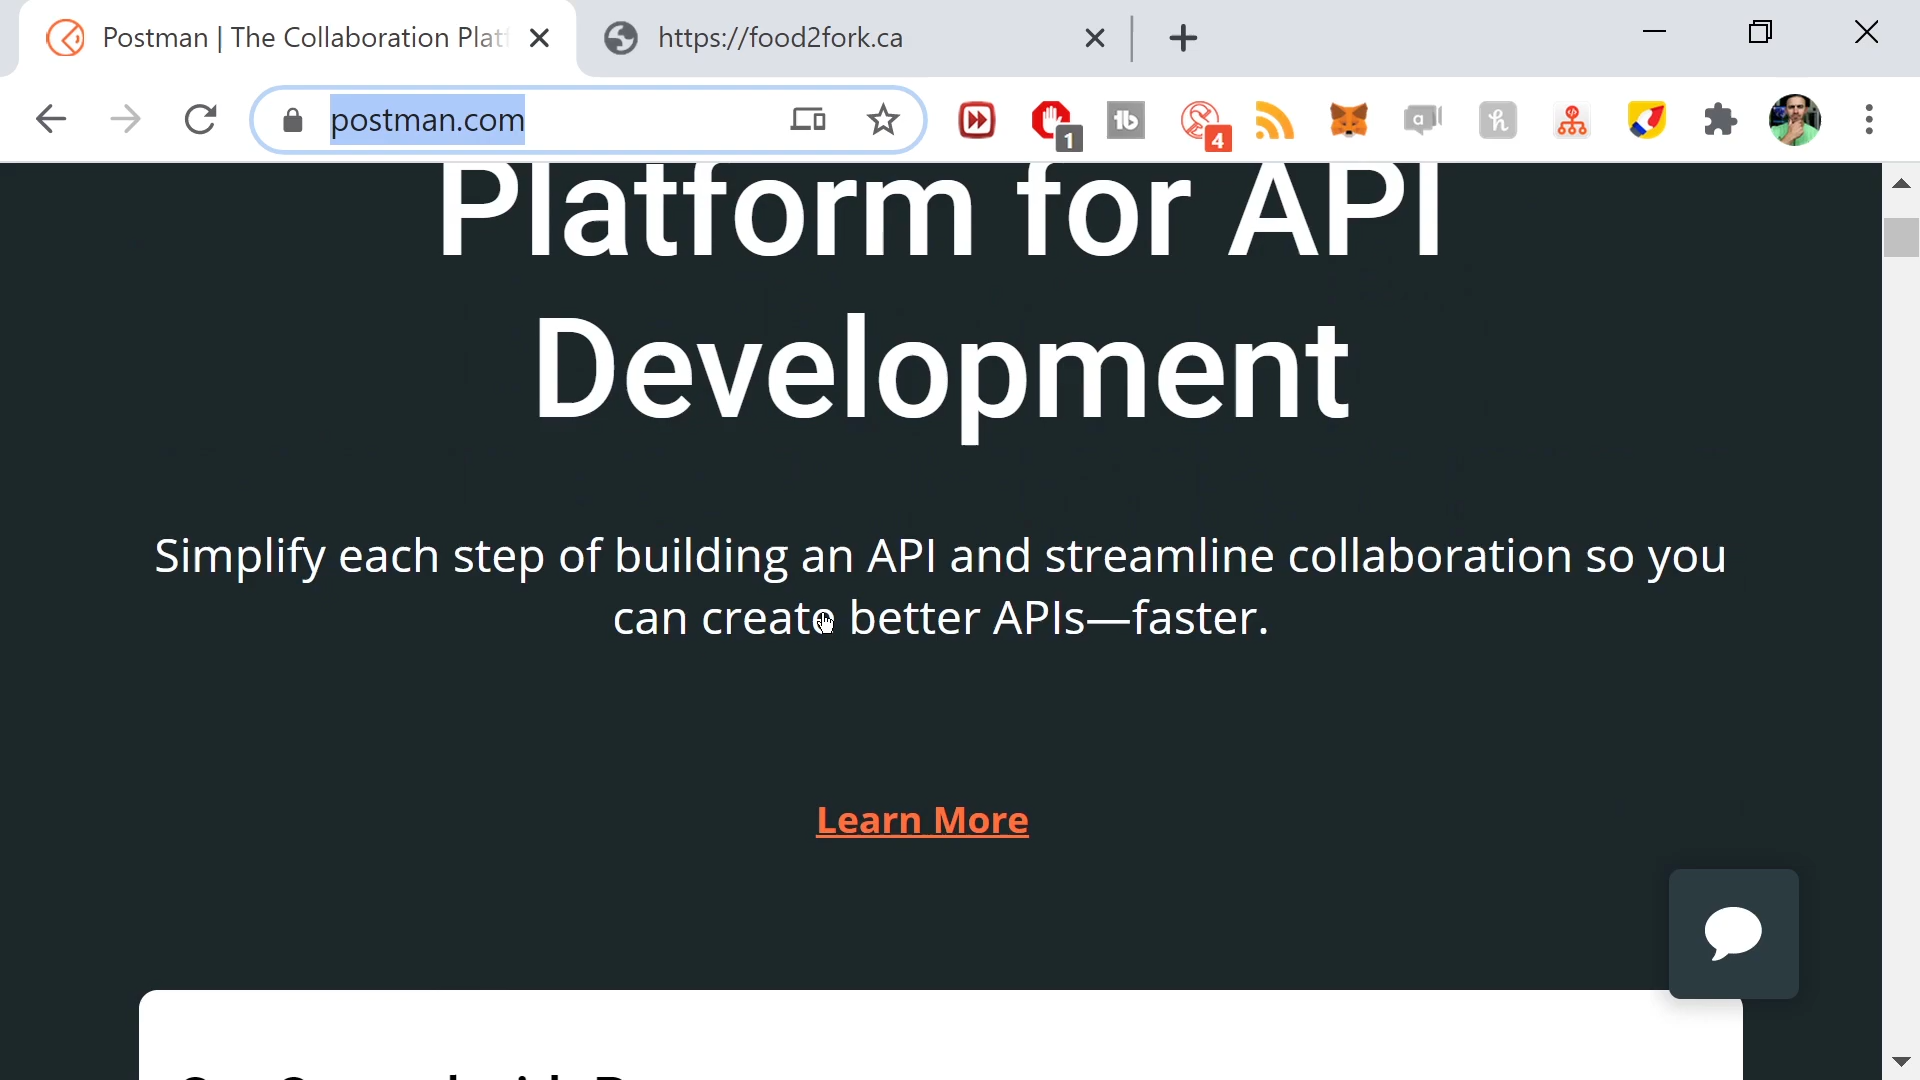 Postman | The Collaboration Plat
https://food2fork.ca
postman.com
1
tb
4
a
h
Platform for API
Development
Simplify each step of building an API and streamline collaboration so you
can create better APIs—faster.
Learn More